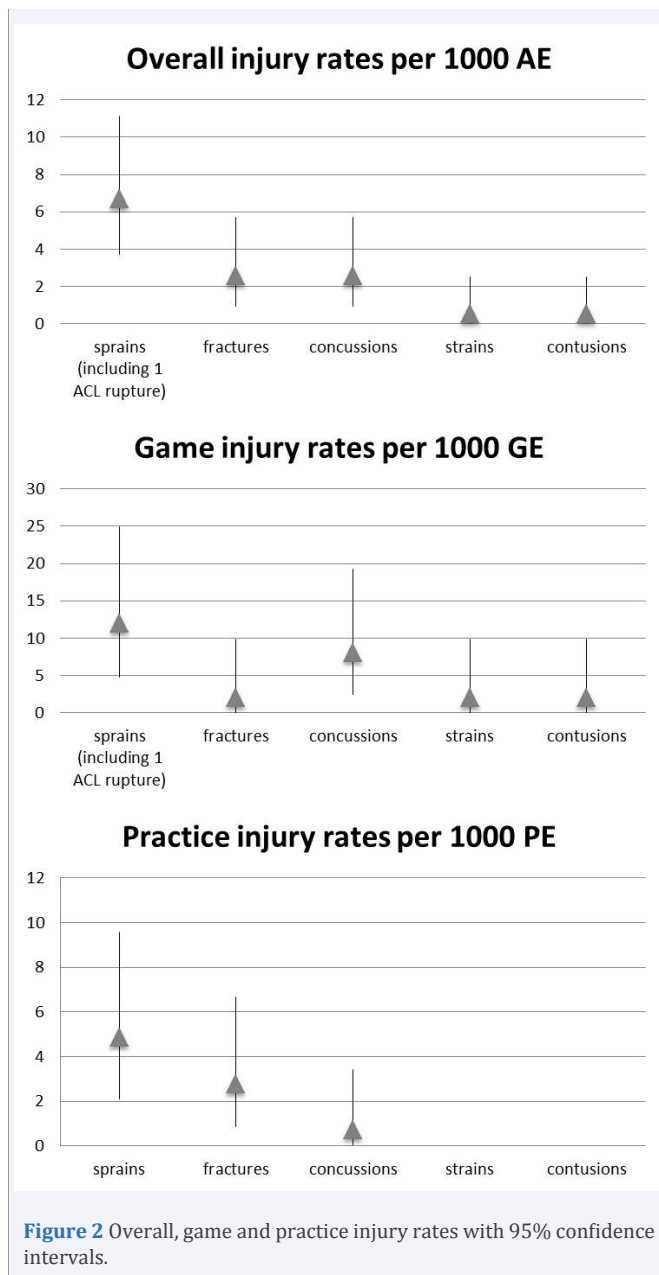 Overall injury rates per 1000 AE
12
10
8
6
4
2
0
sprains (including 1 ACL rupture) fractures concussions strains contusions
Game injury rates per 1000 GE
30
25
20
15
10
5
0
sprains (including 1 ACL rupture) fractures concussions strains contusions
Practice injury rates per 1000 PE
12
10
8
6
4
2
0
sprains fractures concussions strains contusions
Figure 2 Overall, game and practice injury rates with 95% confidence
intervals.